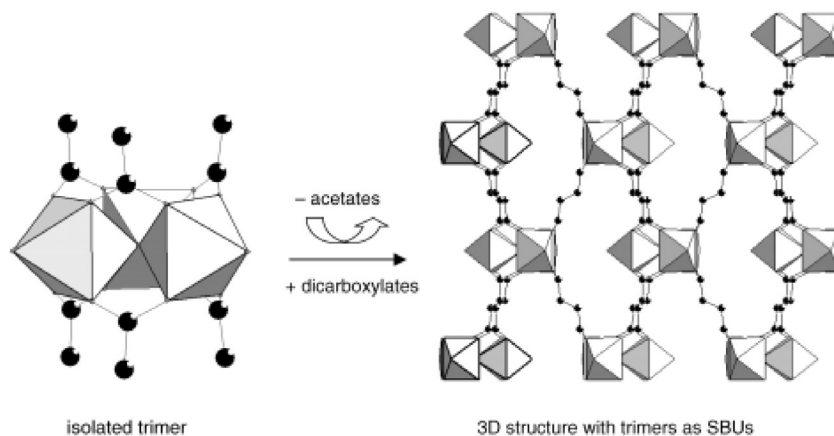 – acetates
+ dicarboxylates
isolated trimer
3D structure with trimers as SBUs